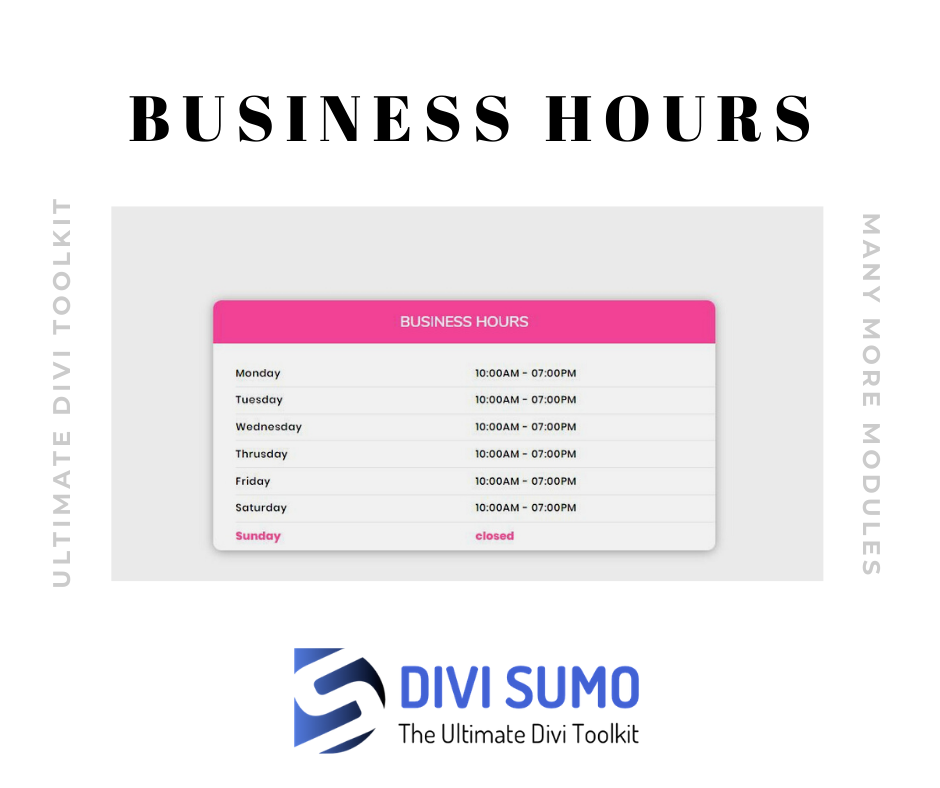 BUSINESS HOURS
ULTIMATE DIVI TOOLKIT
BUSINESS HOURS
Monday 10:00AM - 07:00PM
Tuesday 10:00AM - 07:00PM
Wednesday 10:00AM - 07:00PM
Thrusday 10:00AM - 07:00PM
Friday 10:00AM - 07:00PM
Saturday 10:00AM - 07:00PM
Sunday closed
MANY MORE MODULES
DIVI SUMO
The Ultimate Divi Toolkit